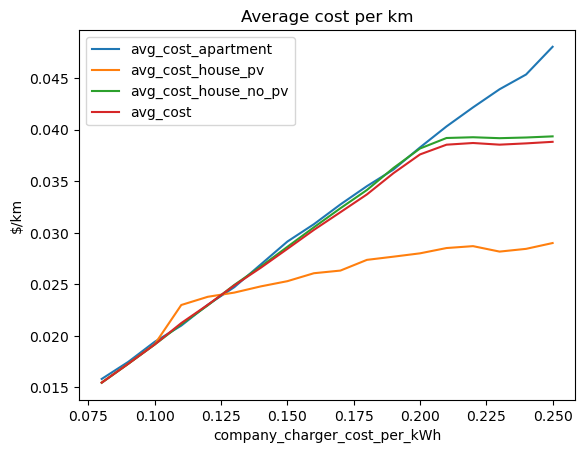 Average cost per km
avg_cost_apartment
avg_cost_house_pv
avg_cost_house_no_pv
avg_cost
$/km
0.045
0.040
0.035
0.030
0.025
0.020
0.015
0.075 0.100 0.125 0.150 0.175 0.200 0.225 0.250
company_charger_cost_per_kWh